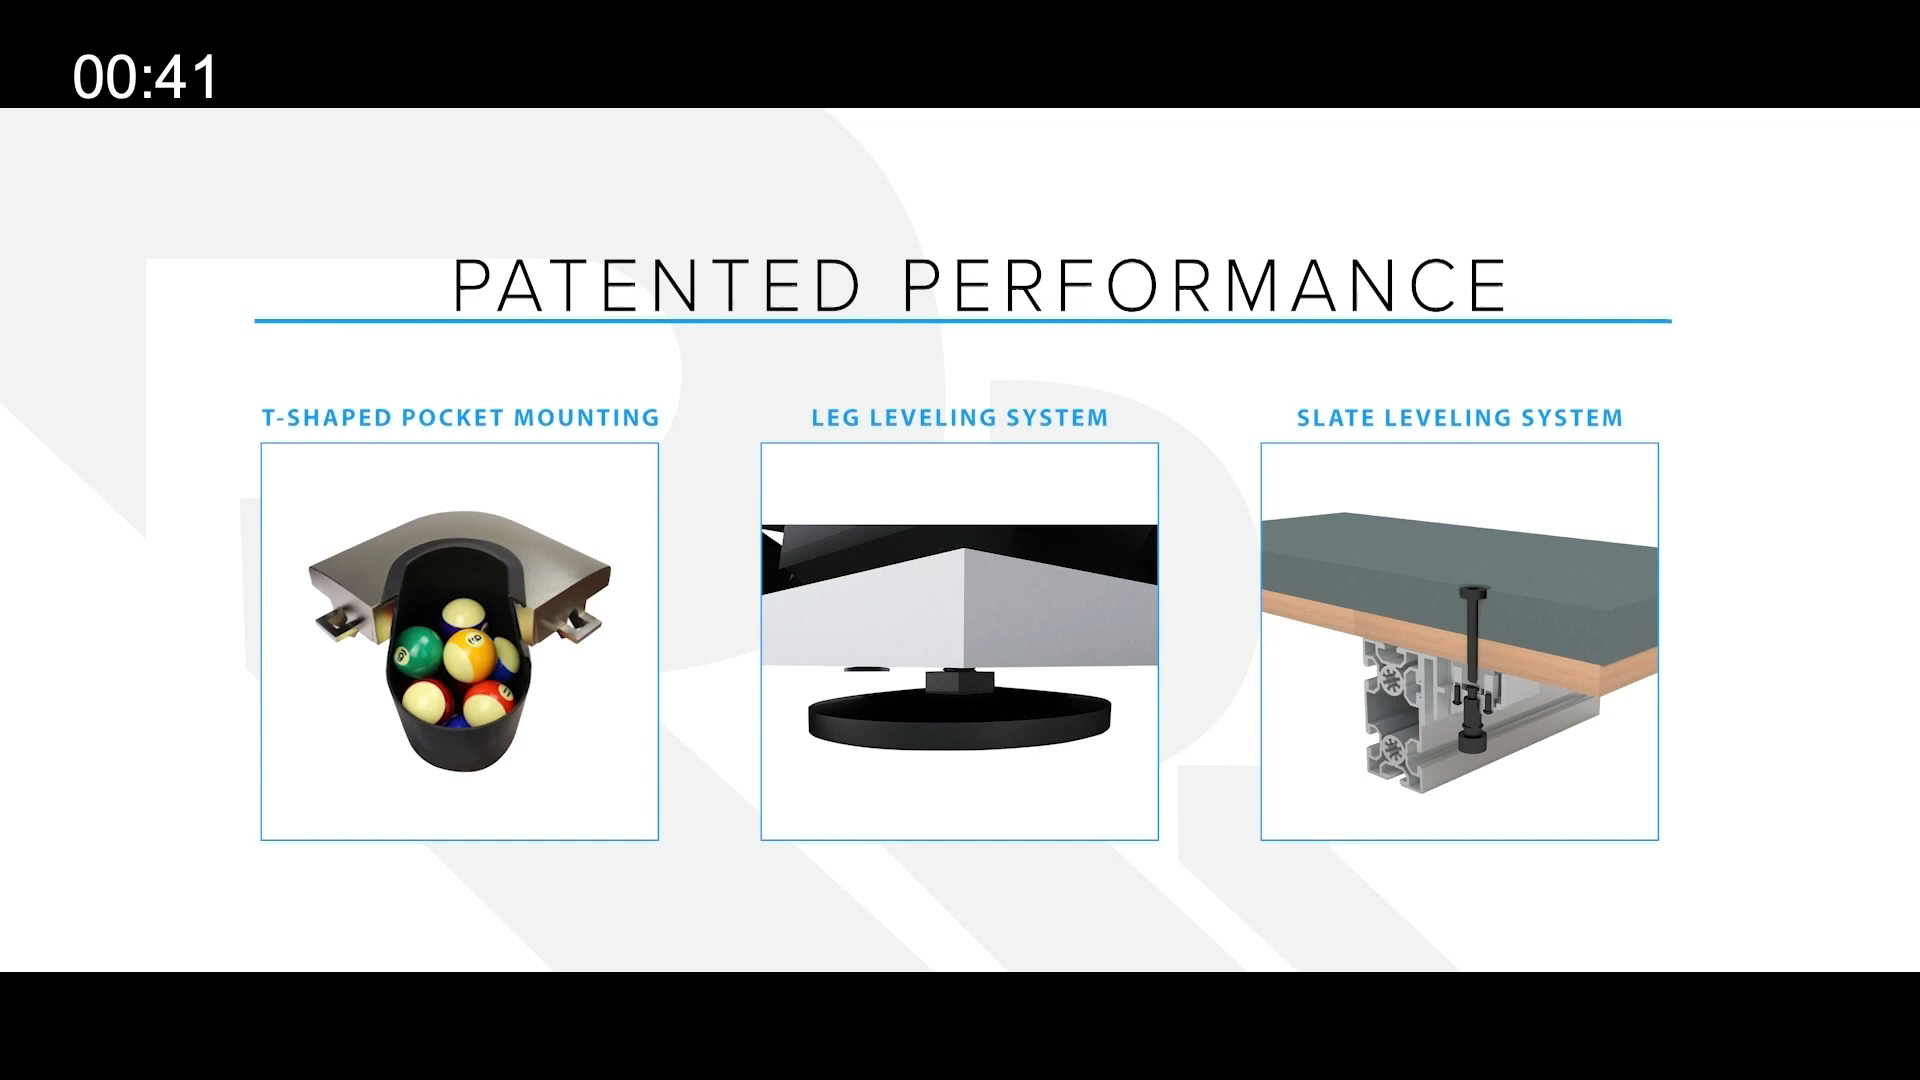 00:41
PATENTED PERFORMANCE
T-SHAPED POCKET MOUNTING
LEG LEVELING SYSTEM
SLATE LEVELING SYSTEM